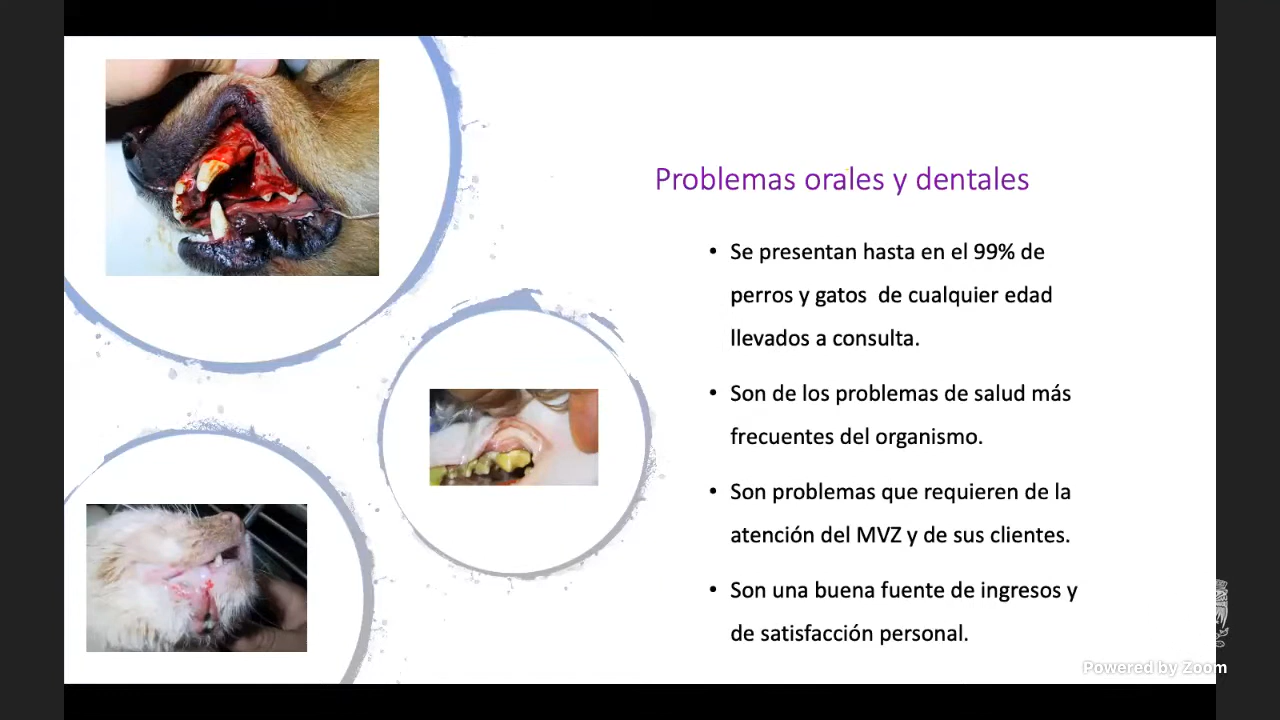 Problemas orales y dentales
• Se presentan hasta en el 99% de
perros y gatos de cualquier edad
llevados a consulta.
• Son de los problemas de salud más
frecuentes del organismo.
• Son problemas que requieren de la
atención del MVZ y de sus clientes.
• Son una buena fuente de ingresos y
de satisfacción personal.
Powered by Zoom